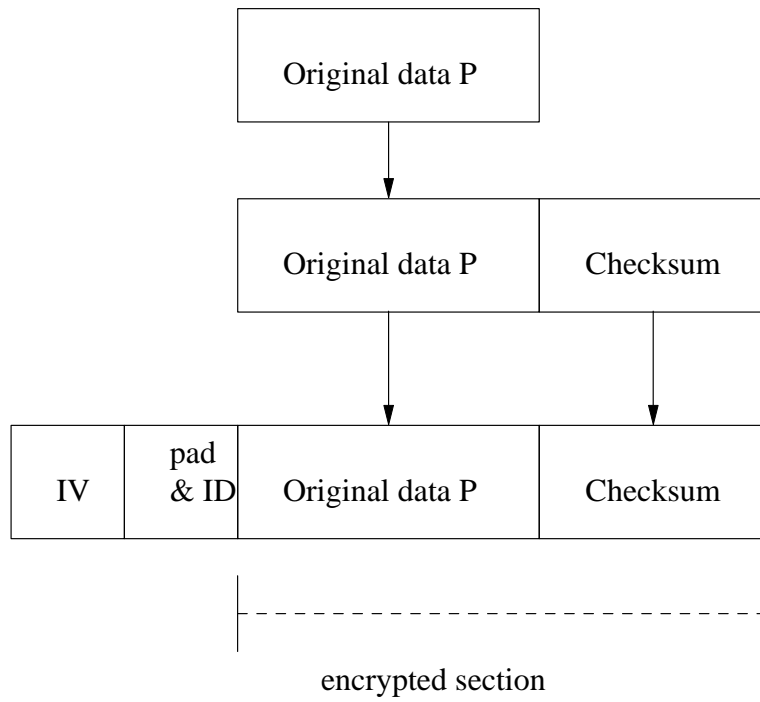 Original data P
Original data P
Checksum
IV
pad
& ID
Original data P
Checksum
encrypted section